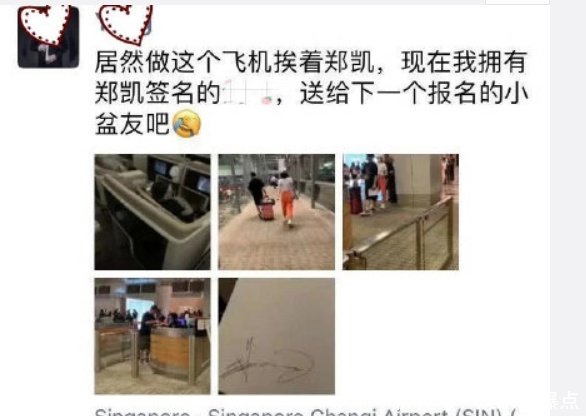 居然做这个飞机挨着郑凯，现在我拥有
郑凯签名的，送给下一个报名的小
盆友吧
Singapore · Singapore Changi Airport (SIN) (
爆点